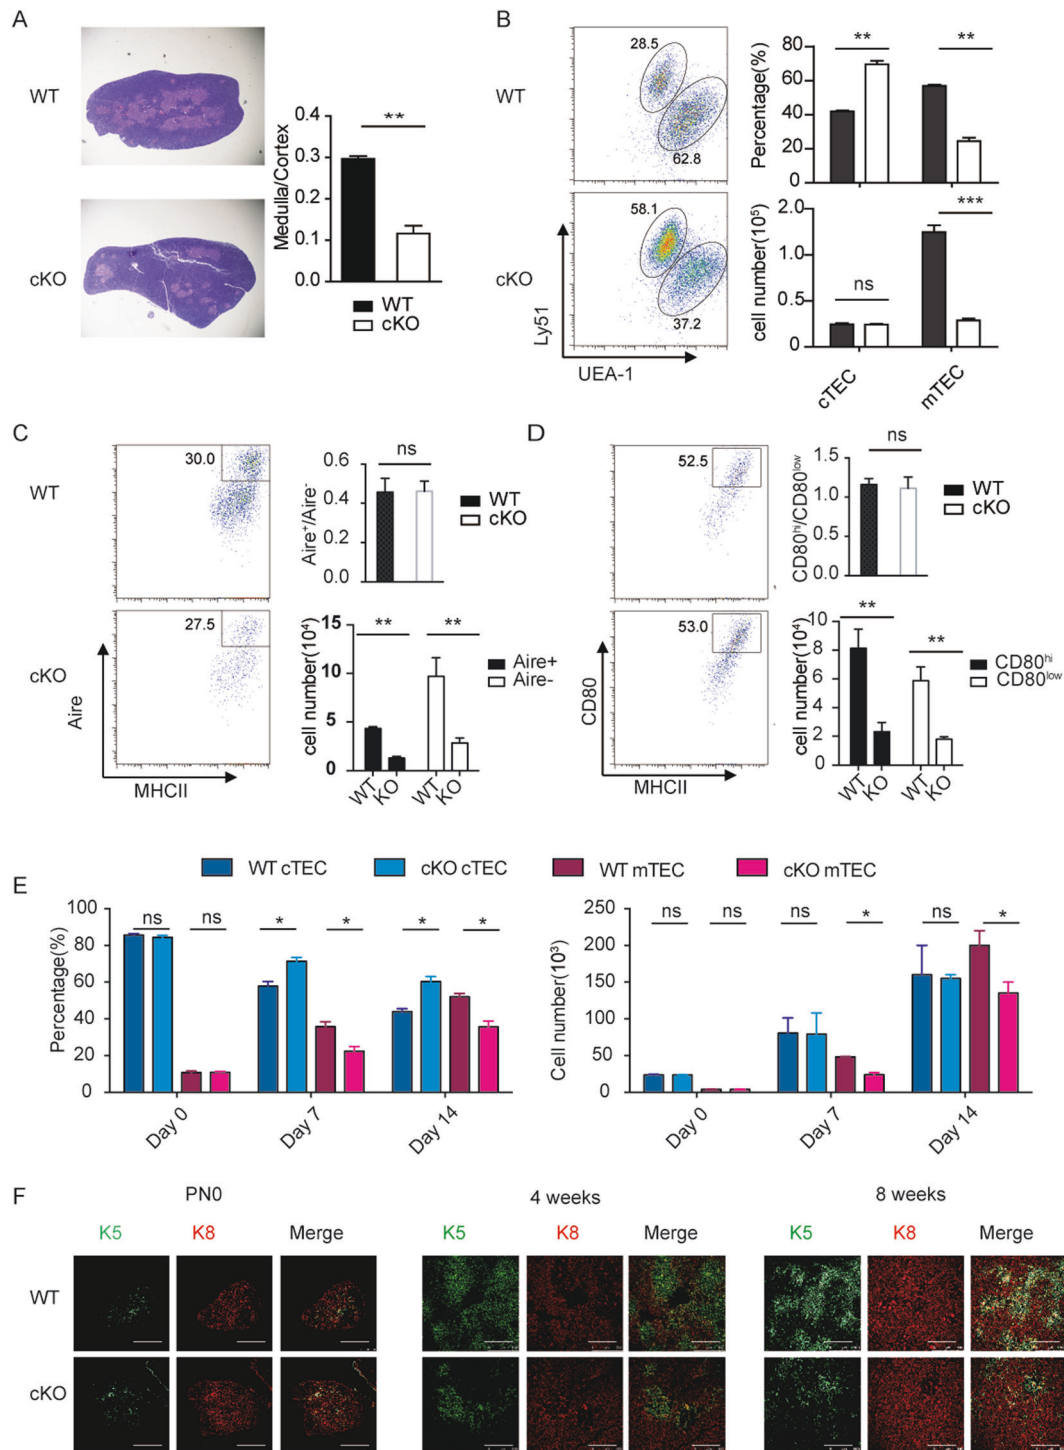 A
WT
cKO
Medulla/Cortex
0.4
0.3
0.2
0.1
0.0
**
WT
cKO
B
WT
cKO
28.5
62.8
58.1
37.2
Ly51
UEA-1
Percentage(%)
80
60
40
20
0
**
**
cell number(10⁵)
2.0
1.5
0.5
0
ns
***
cTEC
mTEC
C
WT
cKO
30.0
27.5
Aire
MHCII
Aire⁺/Aire⁻
0.6
0.4
0.2
0.0
ns
WT
cKO
cell number(10⁴)
15
10
5
0
**
**
WT
KO
WT
KO
Aire+
Aire-
D
52.5
53.0
CD80
MHCII
CD80ʰⁱ/CD80ˡᵒʷ
1.5
1.0
0.5
0.0
ns
WT
cKO
cell number(10⁴)
10
8
6
4
2
0
**
**
WT
KO
WT
KO
CD80ʰⁱ
CD80ˡᵒʷ
E
WT cTEC
cKO cTEC
WT mTEC
cKO mTEC
Percentage(%)
100
80
60
40
20
0
ns
ns
*
*
*
*
Day 0
Day 7
Day 14
Cell number(10³)
250
200
150
100
50
0
ns
ns
ns
*
ns
*
Day 0
Day 7
Day 14
F
PN0
4 weeks
8 weeks
K5
K8
Merge
K5
K8
Merge
K5
K8
Merge
WT
cKO